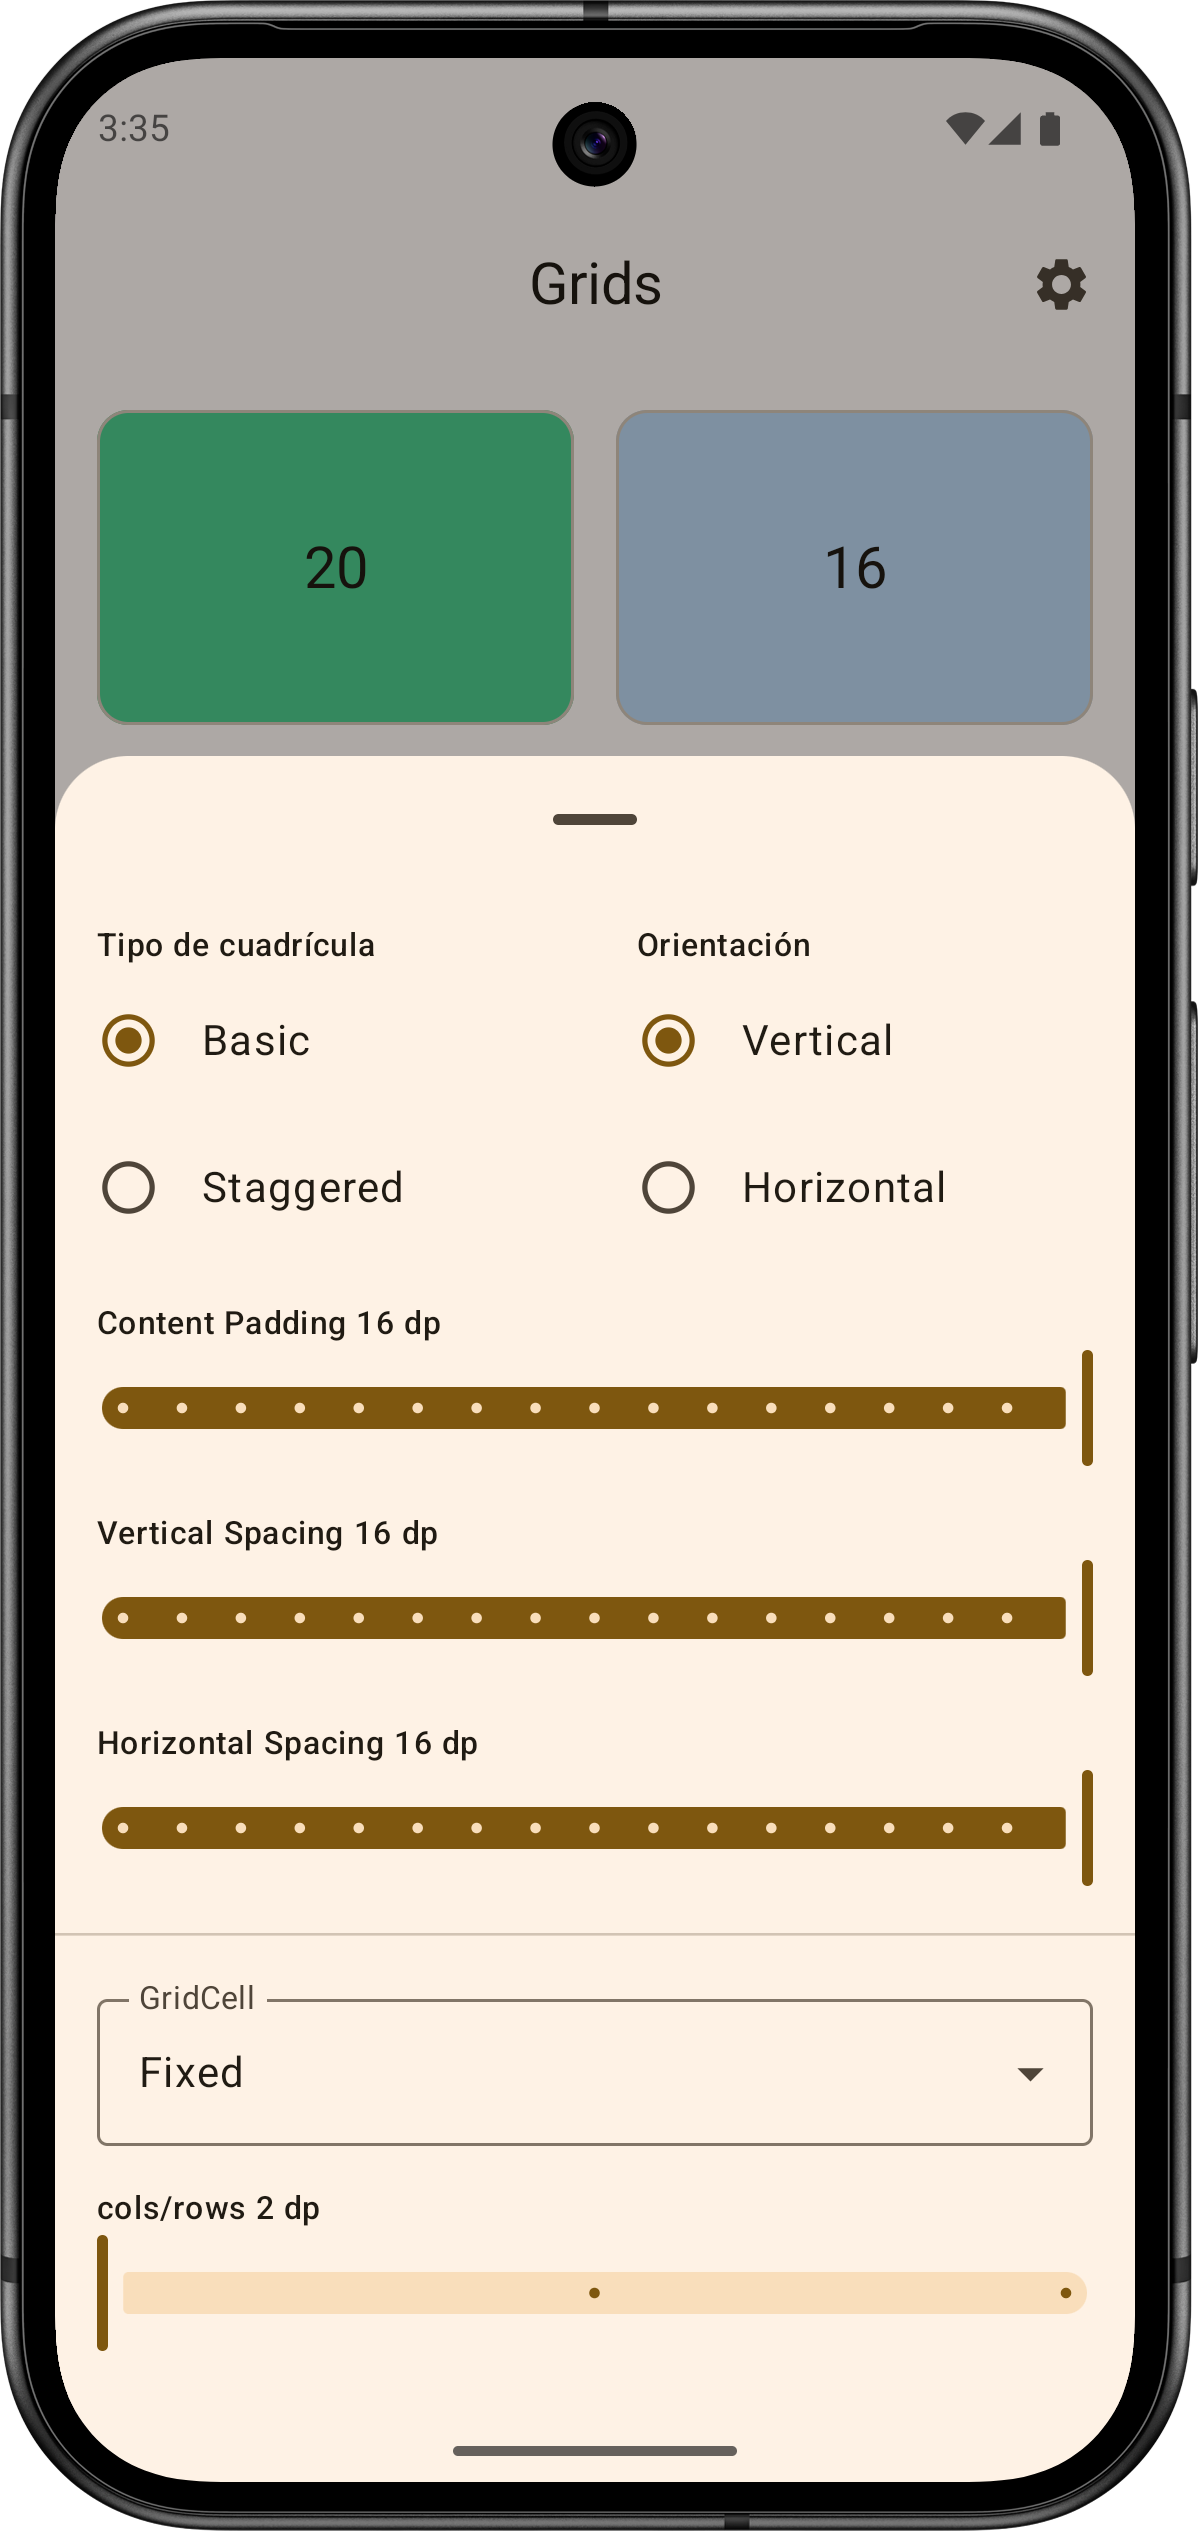 3:35
Grids
20
16
Tipo de cuadrícula
Orientación
Basic
Vertical
Staggered
Horizontal
Content Padding 16 dp
Vertical Spacing 16 dp
Horizontal Spacing 16 dp
GridCell
Fixed
cols/rows 2 dp